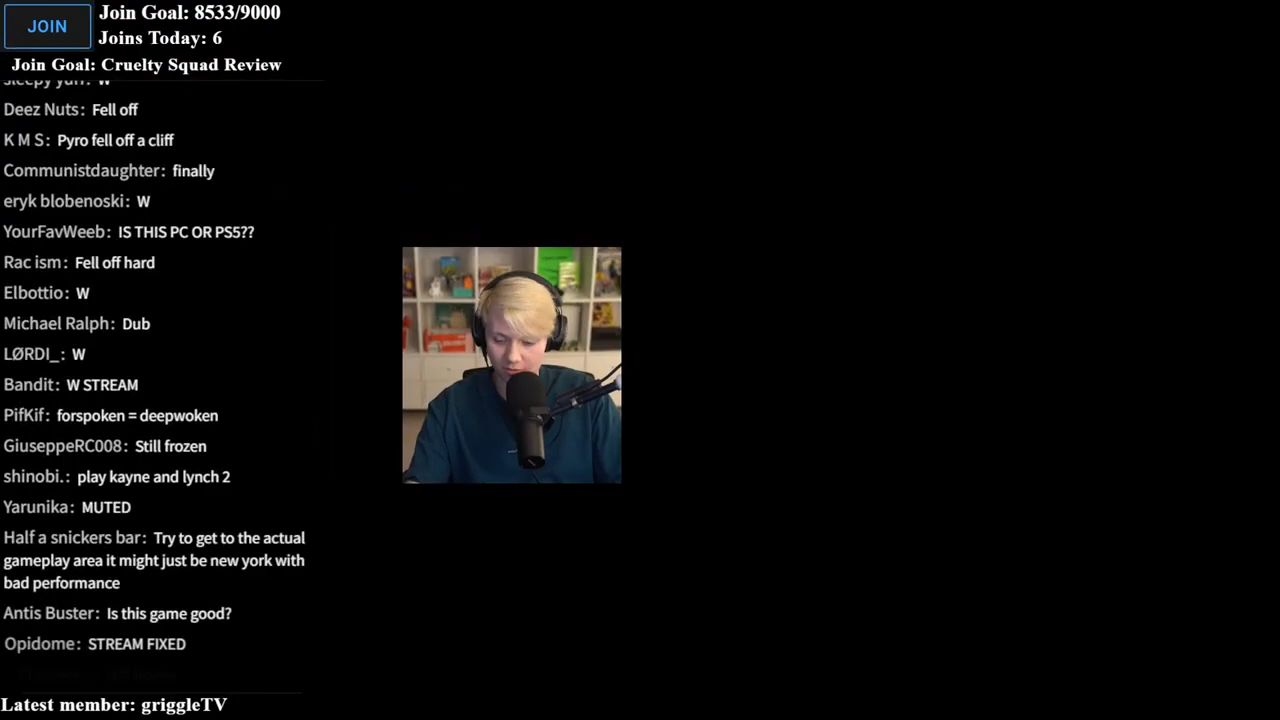 JOIN
Join Goal: 8533/9000
Joins Today: 6
Join Goal: Cruelty Squad Review
W
Deez Nuts: Fell off
K M S: Pyro fell off a cliff
Communistdaughter: finally
eryk blobenoski: W
YourFavWeeb: IS THIS PC OR PS5??
Rac ism: Fell off hard
Elbottio: W
Michael Ralph: Dub
LØRDI_: W
Bandit: W STREAM
PifKif: forspoken = deepwoken
GiuseppeRC008: Still frozen
shinobi.: play kayne and lynch 2
Yarunika: MUTED
Half a snickers bar: Try to get to the actual
gameplay area it might just be new york with
bad performance
Antis Buster: Is this game good?
Opidome: STREAM FIXED
Latest member: griggleTV